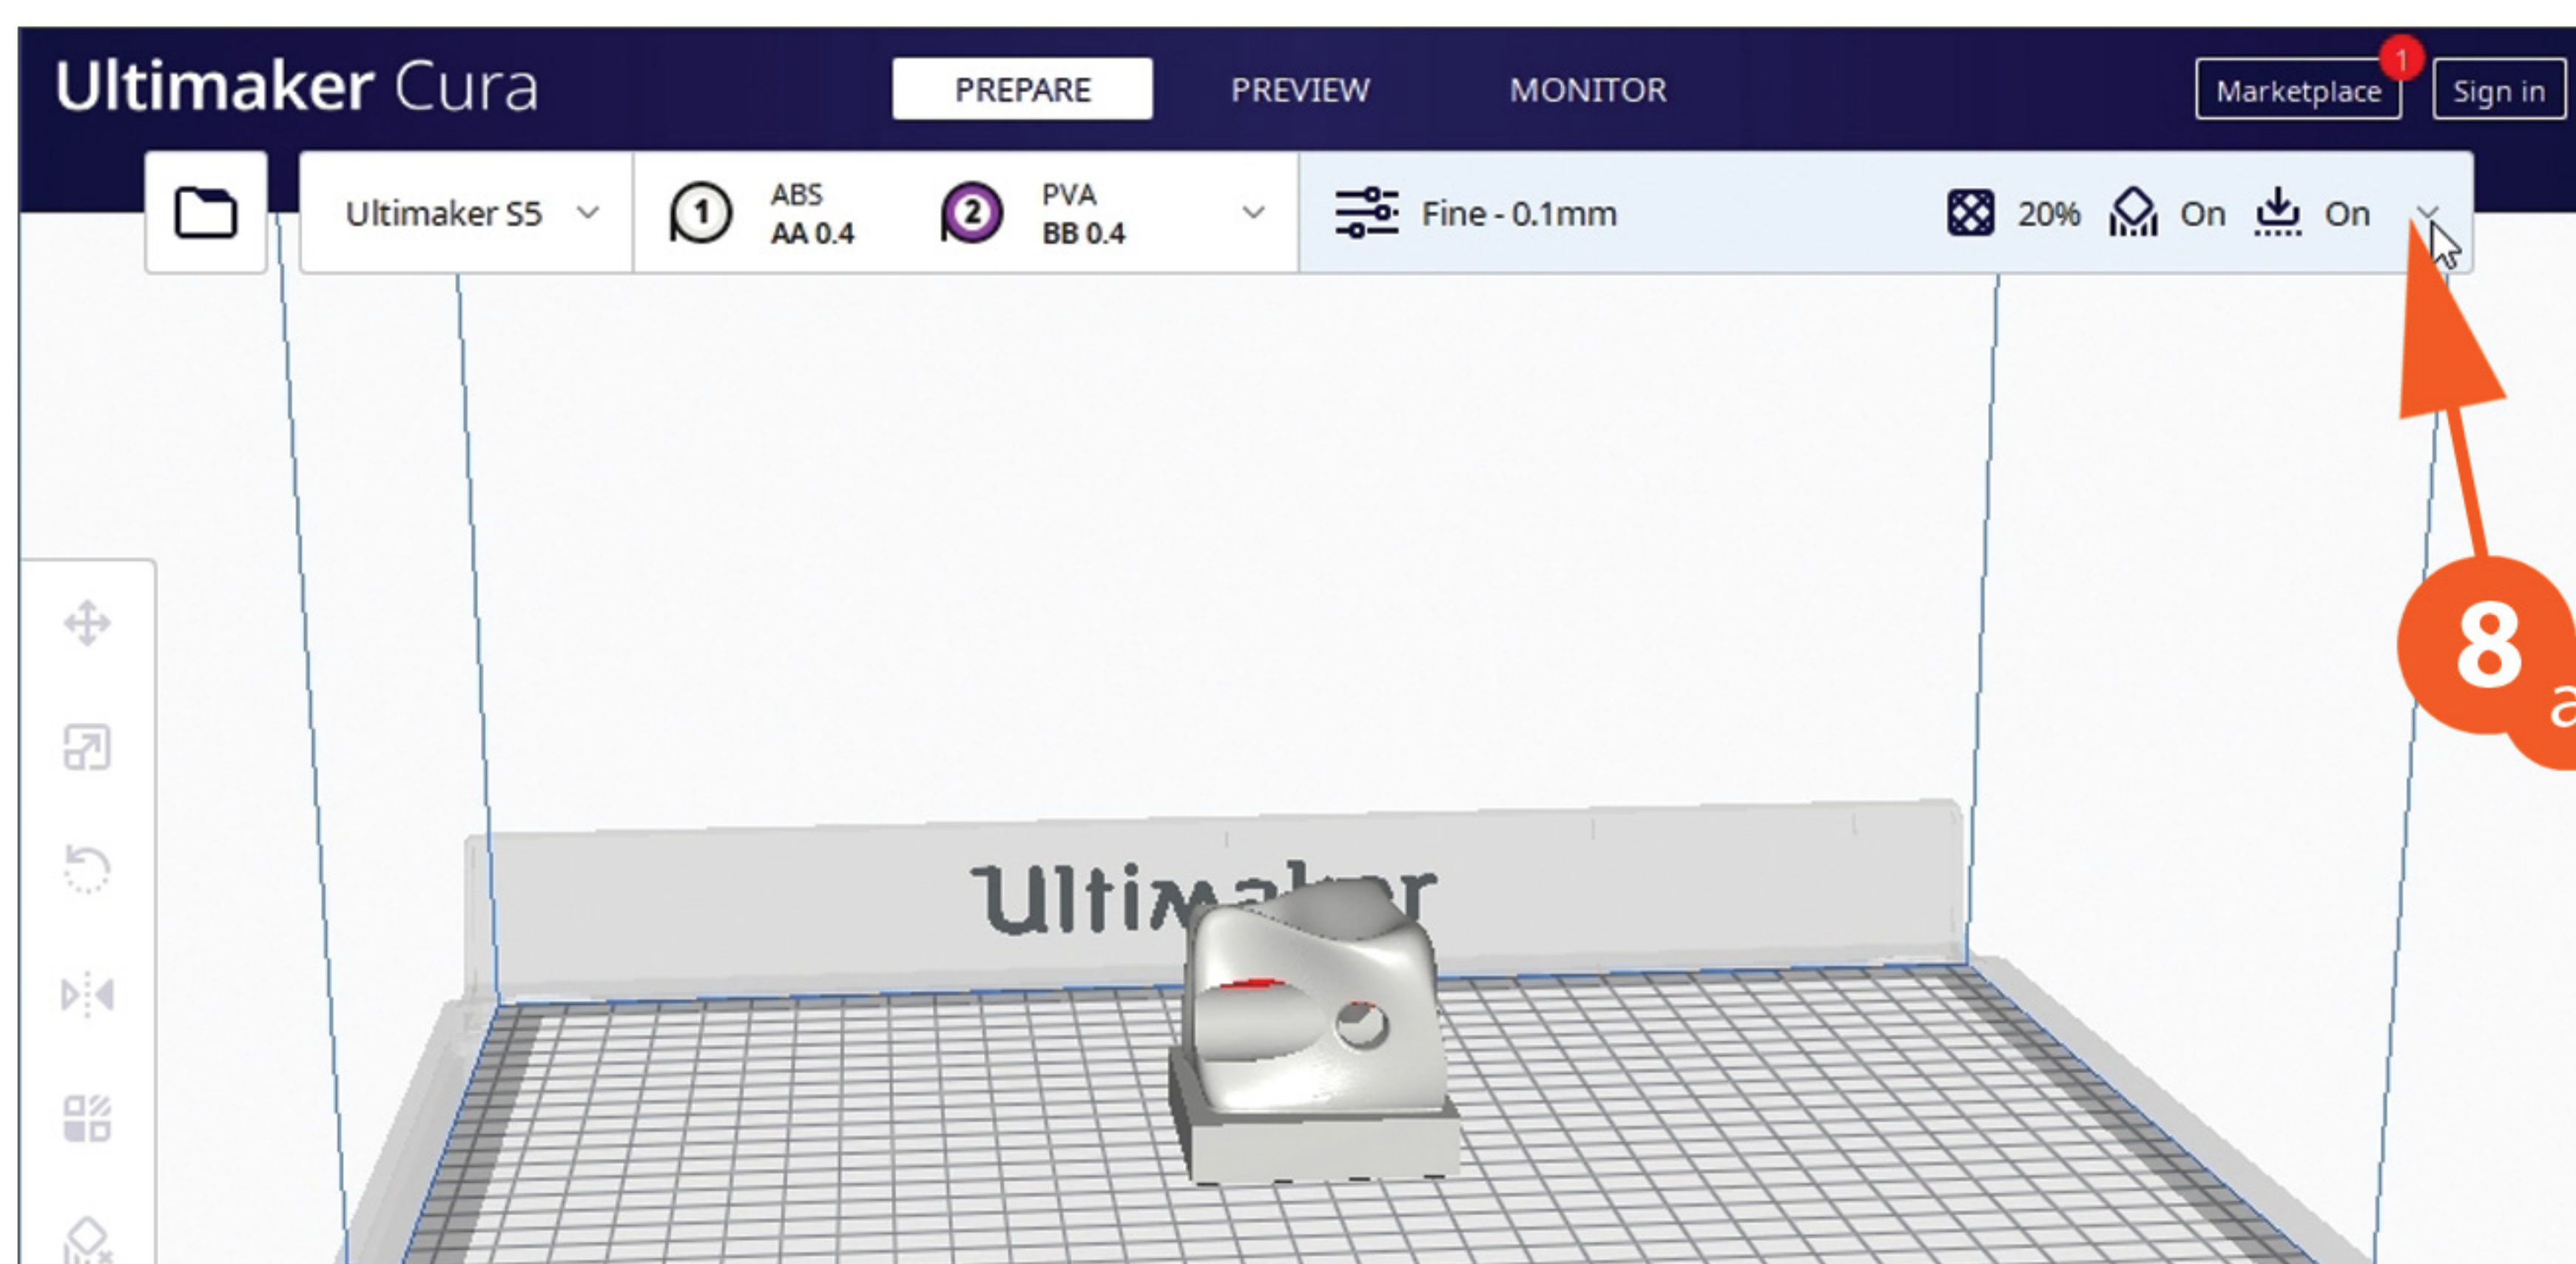 Ultimaker Cura
PREPARE
PREVIEW
MONITOR
Marketplace
1
Sign in
Ultimaker S5
1
ABS
AA 0.4
2
PVA
BB 0.4
Fine - 0.1mm
20%
On
On
8
a
Ultimaker